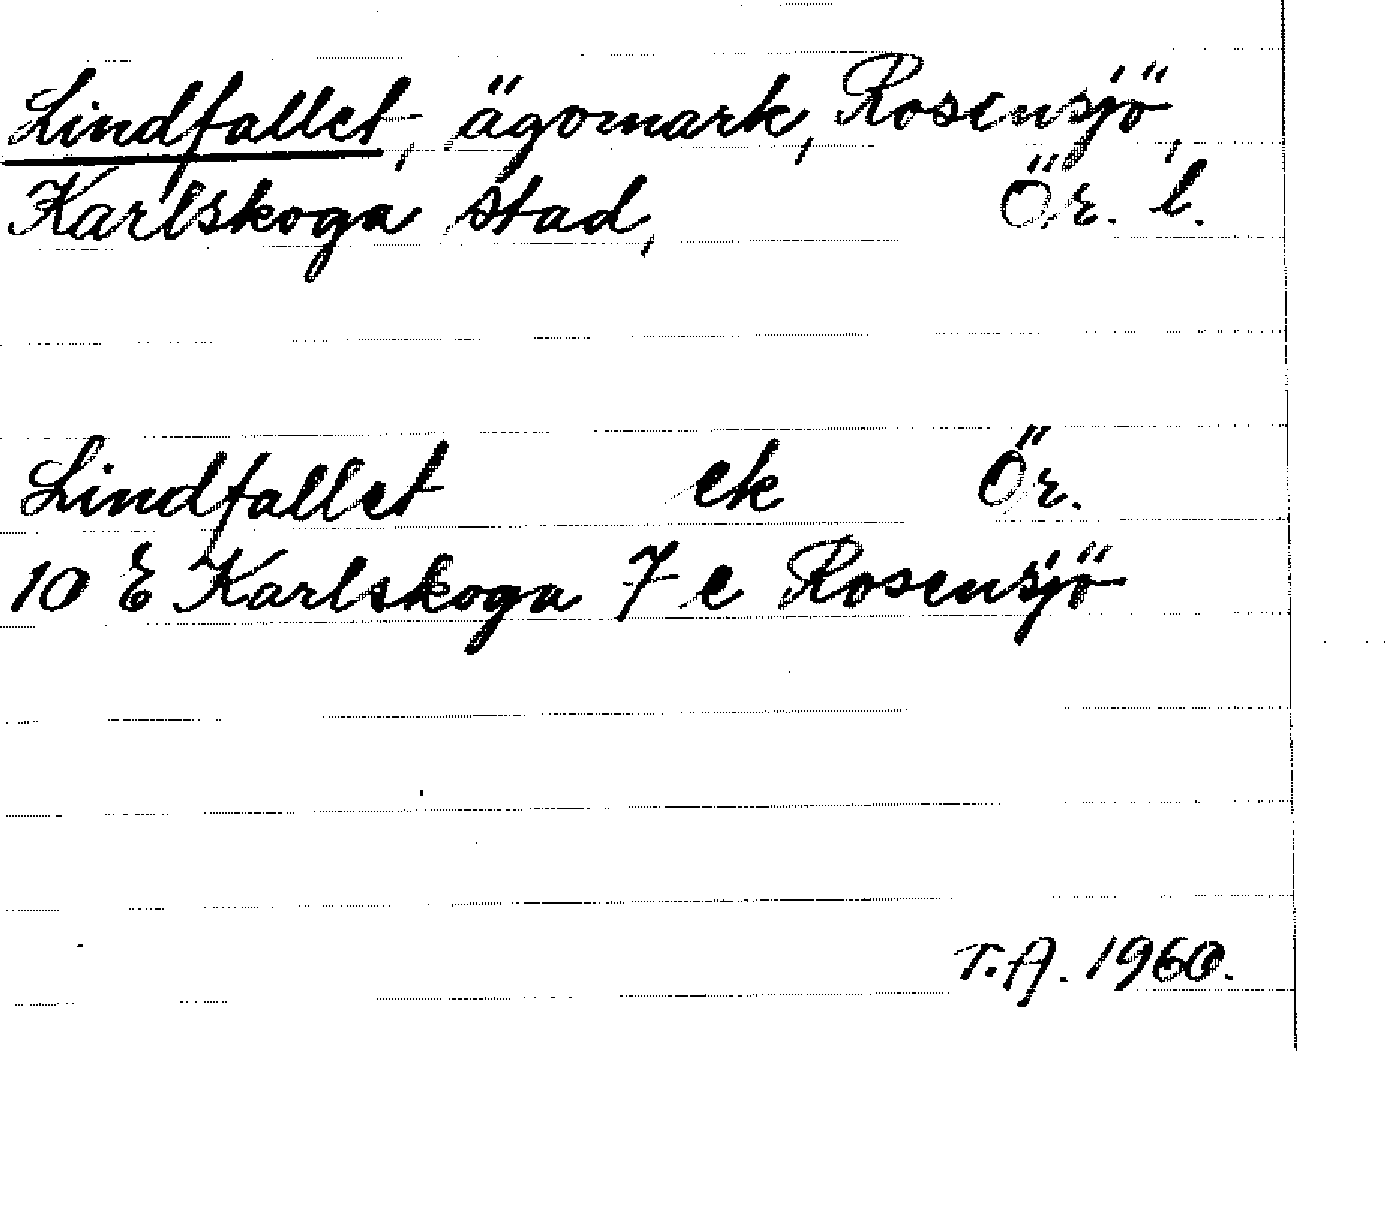 Lindfallet, ägomark, Rosensjö,
Karlskoga stad, Ör. l.
Lindfallet ek Ör.
10 E Karlskoga 7 e Rosensjö
T.A. 1960.